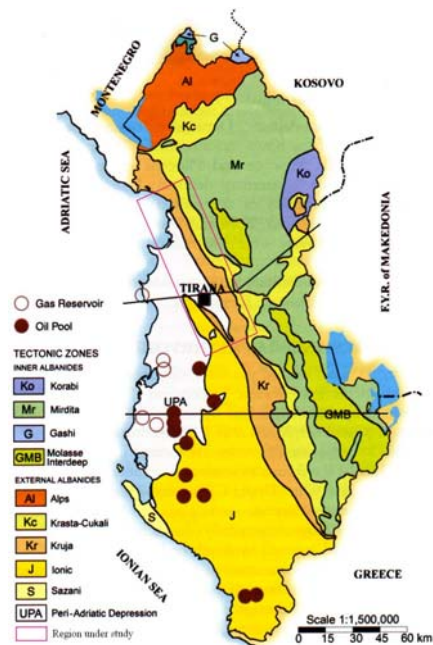 G
MONTENEGRO
KOSOVO
Al
Kc
Mr
Ko
ADRIATIC SEA
F.Y.R. of MAKEDONIA
TIRANA
Gas Reservoir
Oil Pool
TECTONIC ZONES
INNER ALBANIDES
Ko Korabi
Mr Mirdita
G Gashi
GMB Molasse
Interdeep
EXTERNAL ALBANIDES
Al Alps
Kc Krasta-Cukali
Kr Kruja
J Ionic
S Sazani
UPA Peri-Adriatic Depression
Region under study
UPA
Kr
GMB
S
J
IONIAN SEA
GREECE
Scale 1:1,500,000
0 10 20 30 40 60 km